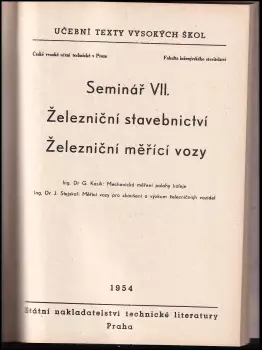 UČEBNÍ TEXTY VYSOKÝCH ŠKOL
České vysoké učení technické v Praze
Fakulta inženýrského stavitelství
Seminář VII.
Železniční stavebnictví
Železniční měřící vozy
Ing. Dr G. Kazík: Mechanická měření polohy koleje
Ing. Dr J. Stejskal: Měřicí vozy pro zkoušení a výzkum železničních vozidel
1954
Státní nakladatelství technické literatury
Praha